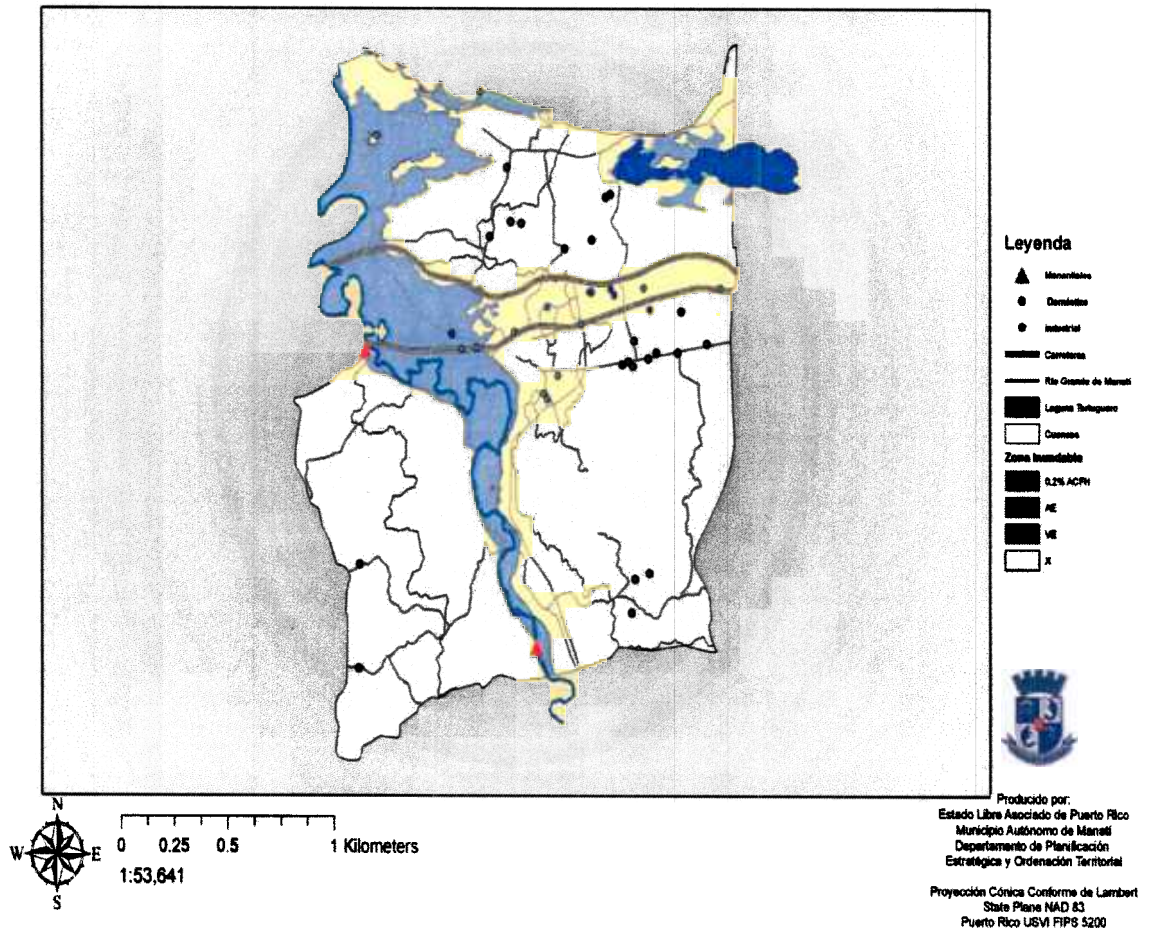 Leyenda
Manantiales
Domésticos
Industrial
Carreteras
Río Grande de Manatí
Laguna Tortuguero
Cuencas
Zona Inundable
0.2% ACFH
AE
VE
X
N
W E
S
0 0.25 0.5 1 Kilometers
1:53,641
Producido por:
Estado Libre Asociado de Puerto Rico
Municipio Autónomo de Manatí
Departamento de Planificación
Estratégica y Ordenación Territorial
Proyección Cónica Conforme de Lambert
State Plane NAD 83
Puerto Rico USVI FIPS 5200